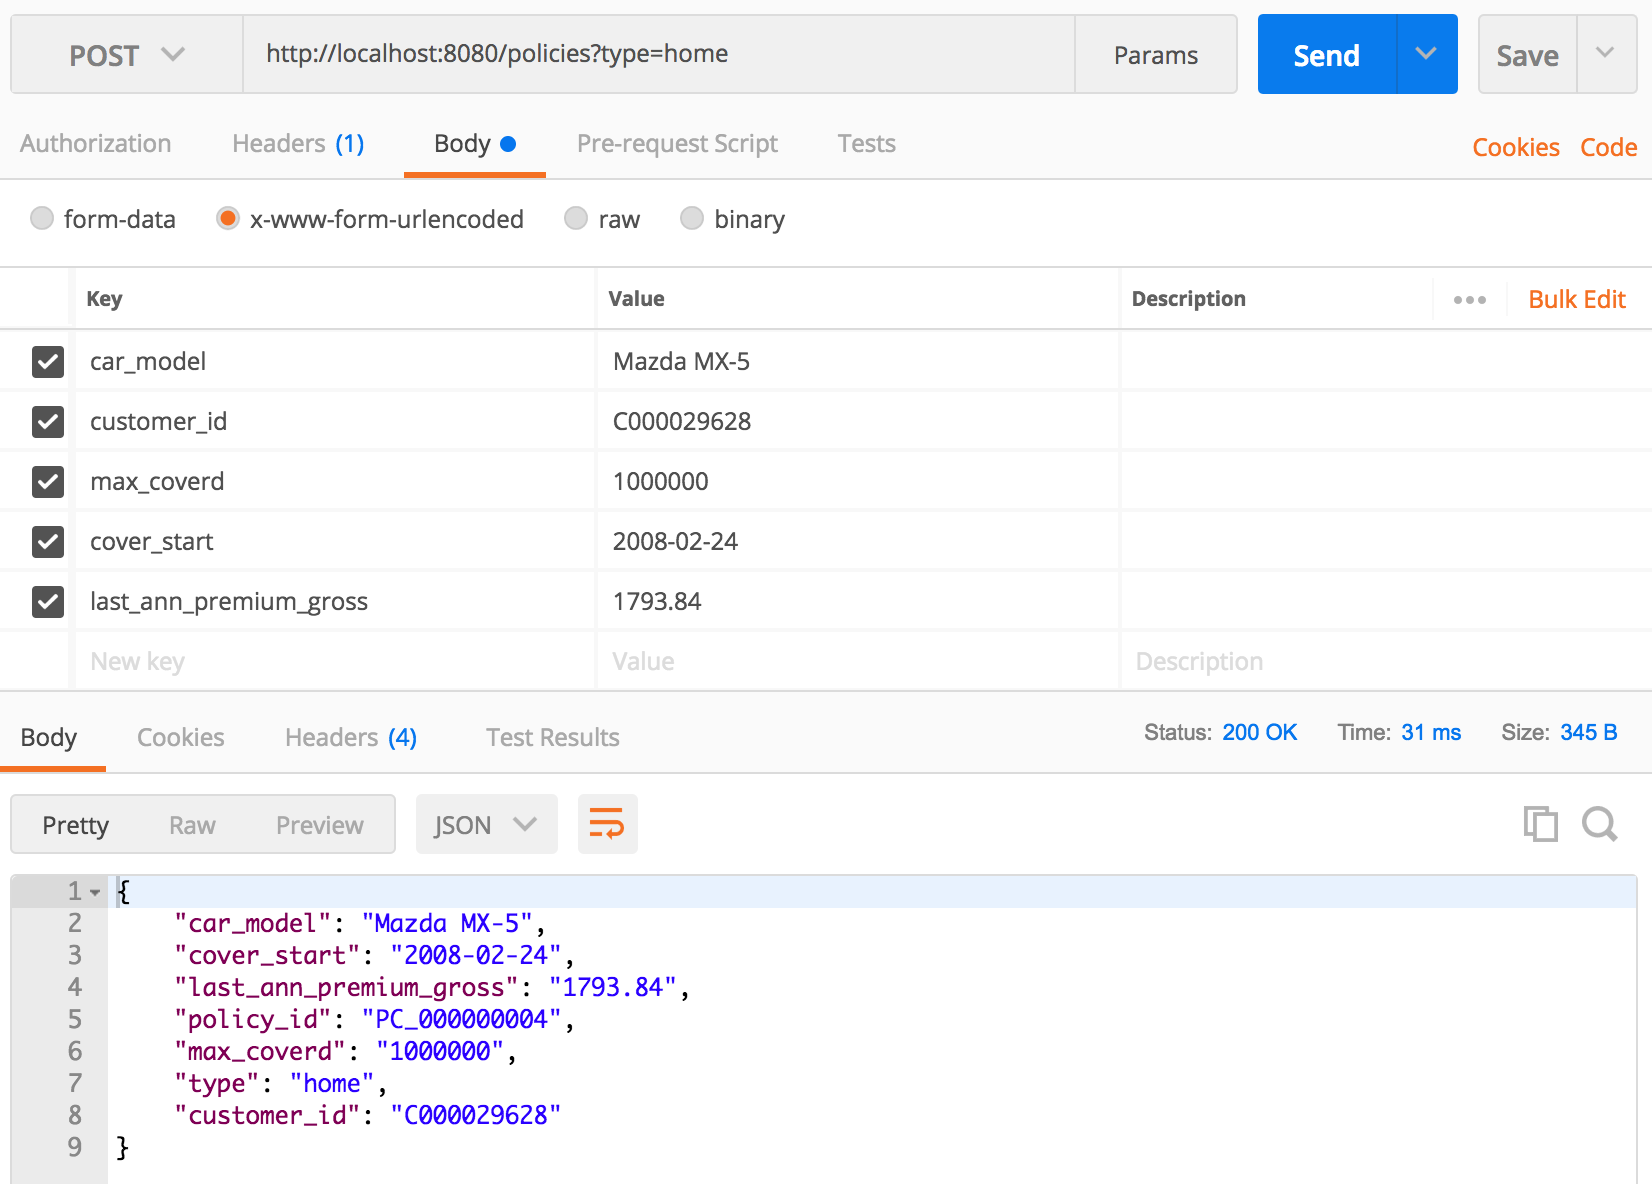 POST http://localhost:8080/policies?type=home Params Send Save
Authorization Headers (1) Body Pre-request Script Tests Cookies Code
form-data x-www-form-urlencoded raw binary
Key Value Description Bulk Edit
car_model Mazda MX-5
customer_id C000029628
max_coverd 1000000
cover_start 2008-02-24
last_ann_premium_gross 1793.84
New key Value Description
Body Cookies Headers (4) Test Results Status: 200 OK Time: 31 ms Size: 345 B
Pretty Raw Preview JSON
1 {
2 "car_model": "Mazda MX-5",
3 "cover_start": "2008-02-24",
4 "last_ann_premium_gross": "1793.84",
5 "policy_id": "PC_000000004",
6 "max_coverd": "1000000",
7 "type": "home",
8 "customer_id": "C000029628"
9 }